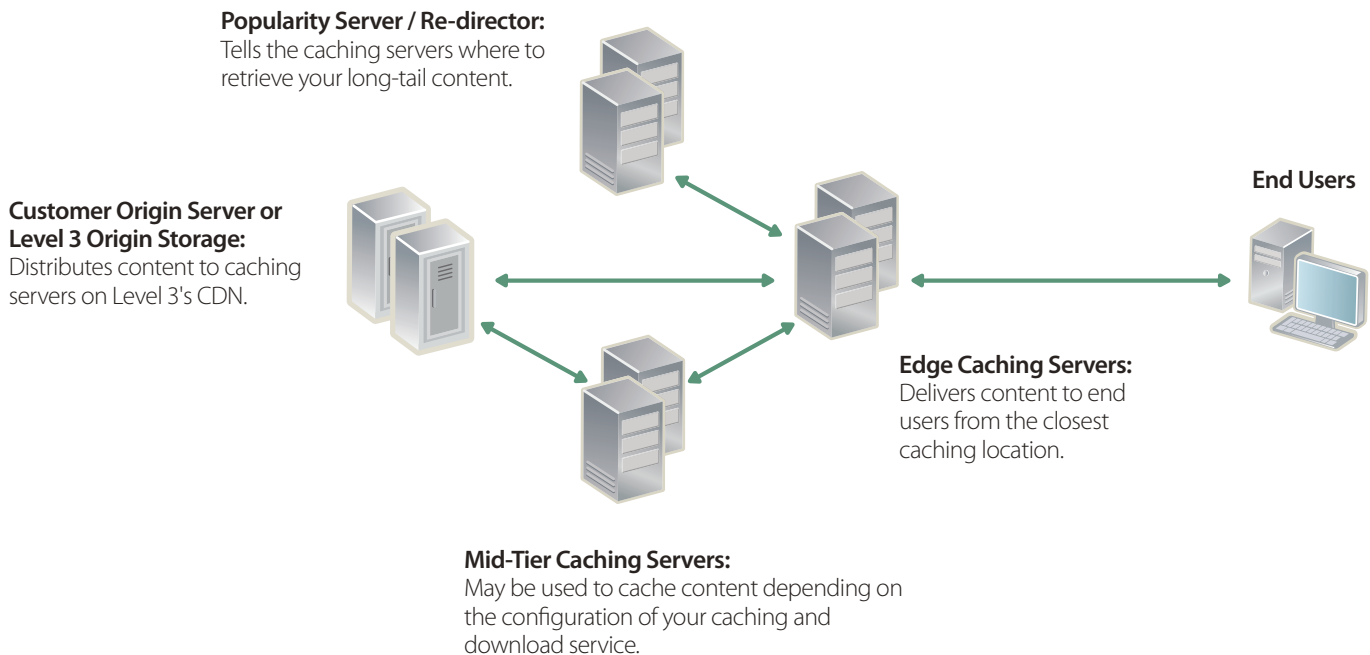 Popularity Server / Re-director:
Tells the caching servers where to
retrieve your long-tail content.
End Users
Customer Origin Server or
Level 3 Origin Storage:
Distributes content to caching
servers on Level 3's CDN.
Edge Caching Servers:
Delivers content to end
users from the closest
caching location.
Mid-Tier Caching Servers:
May be used to cache content depending on
the configuration of your caching and
download service.